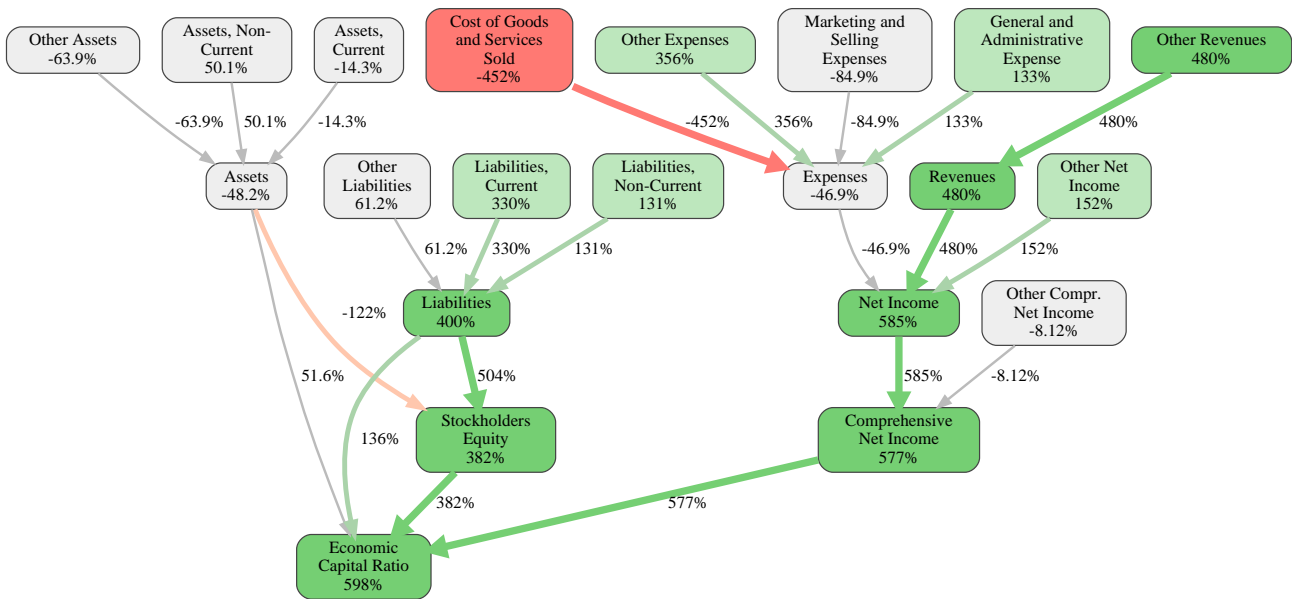 Other Assets
-63.9%
Assets, Non-
Current
50.1%
Assets,
Current
-14.3%
Cost of Goods
and Services
Sold
-452%
Other Expenses
356%
Marketing and
Selling
Expenses
-84.9%
General and
Administrative
Expense
133%
Other Revenues
480%
-63.9%
50.1%
-14.3%
-452%
356%
-84.9%
133%
480%
Assets
-48.2%
Other
Liabilities
61.2%
Liabilities,
Current
330%
Liabilities,
Non-Current
131%
Expenses
-46.9%
Revenues
480%
Other Net
Income
152%
61.2%
330%
131%
-46.9%
480%
152%
Liabilities
400%
Net Income
585%
Other Compr.
Net Income
-8.12%
-122%
51.6%
504%
585%
-8.12%
Stockholders
Equity
382%
Comprehensive
Net Income
577%
136%
382%
577%
Economic
Capital Ratio
598%